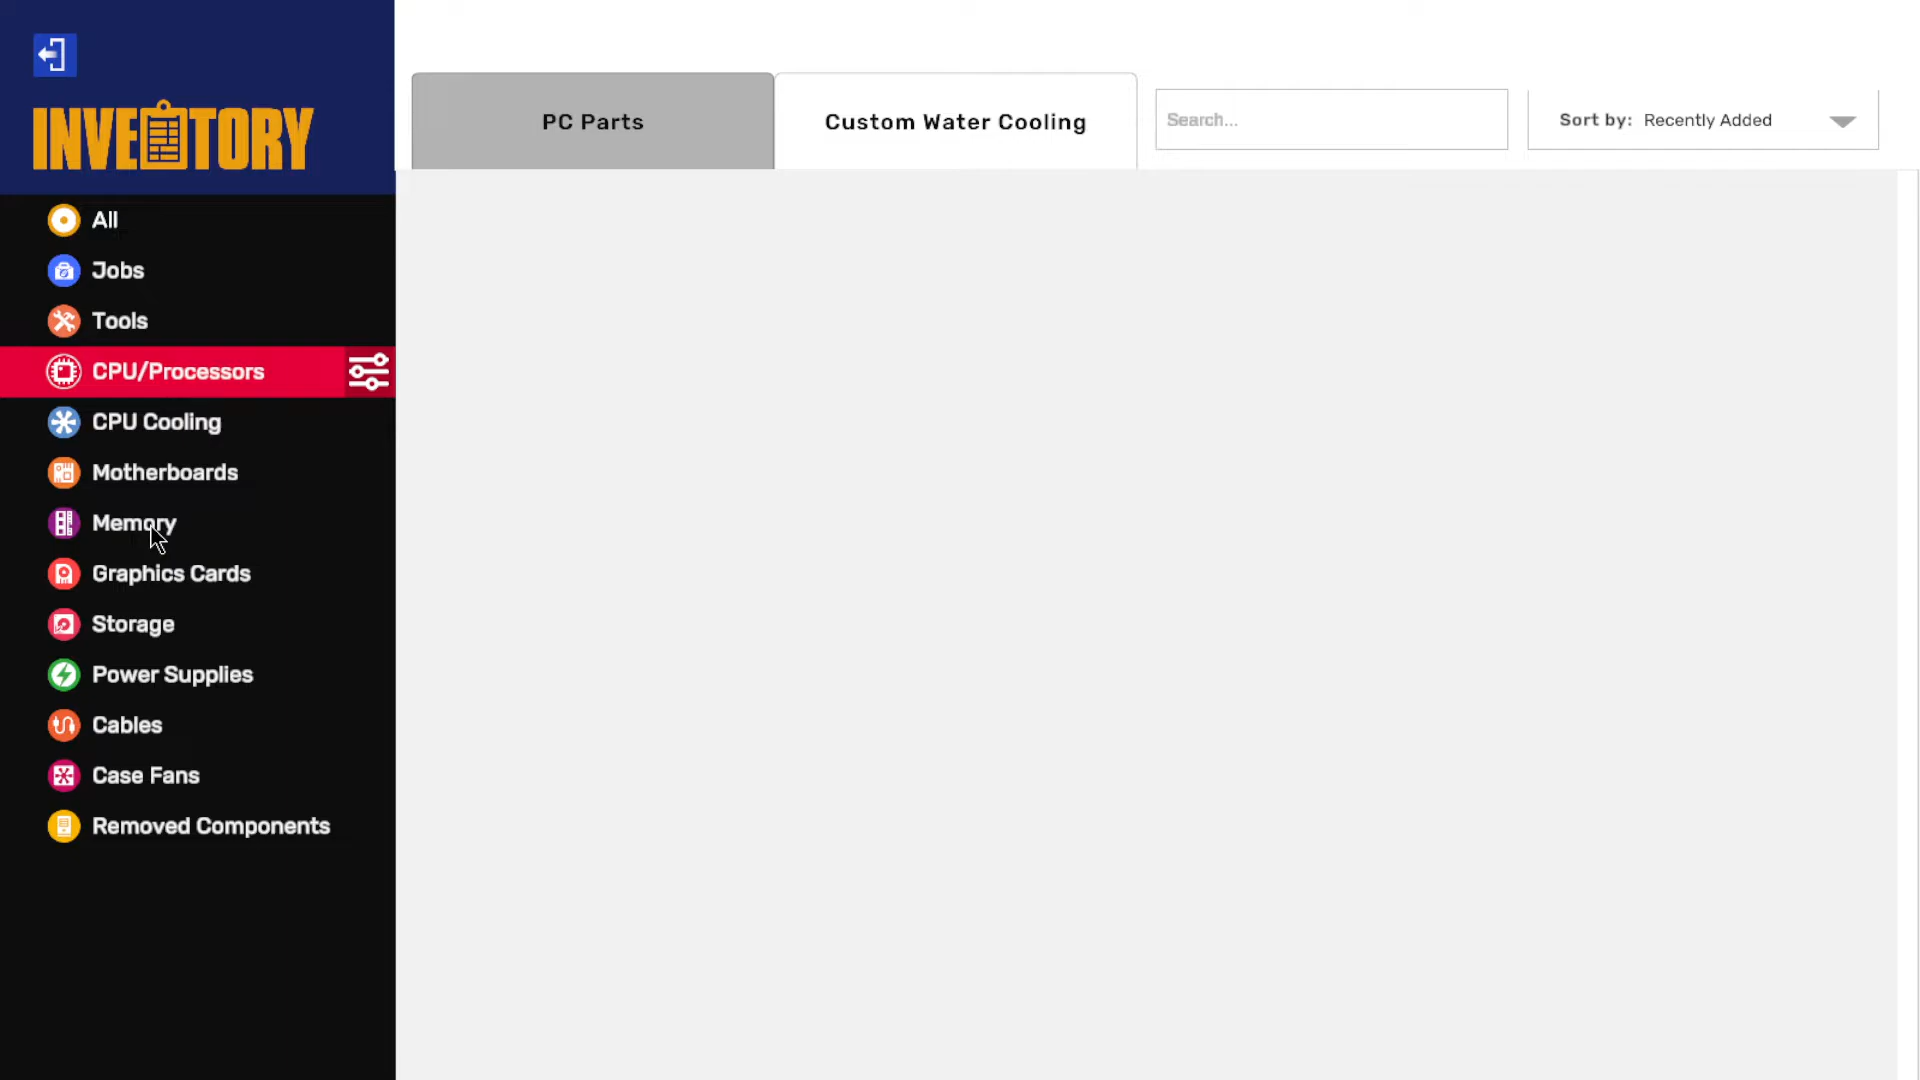 INVENTORY
PC Parts
Custom Water Cooling
Search...
Sort by: Recently Added
All
Jobs
Tools
CPU/Processors
CPU Cooling
Motherboards
Memory
Graphics Cards
Storage
Power Supplies
Cables
Case Fans
Removed Components